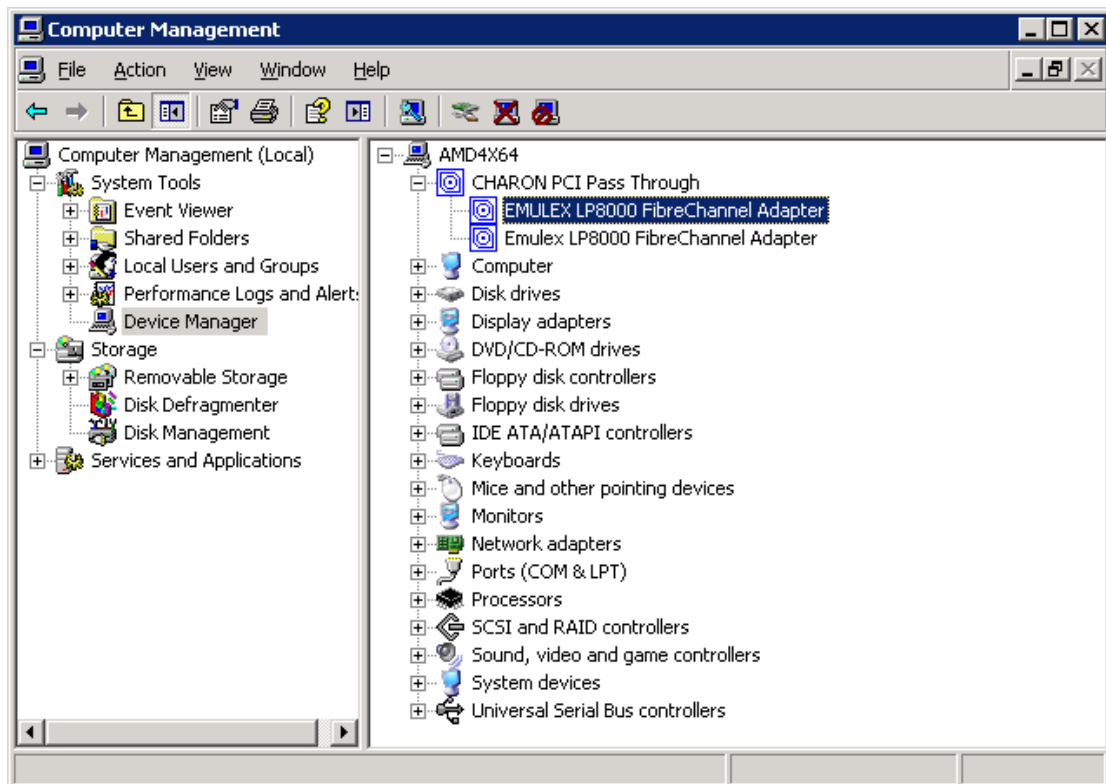 Computer Management
File Action View Window Help
Computer Management (Local)
System Tools
Event Viewer
Shared Folders
Local Users and Groups
Performance Logs and Alert:
Device Manager
Storage
Removable Storage
Disk Defragmenter
Disk Management
Services and Applications
AMD4X64
CHARON PCI Pass Through
EMULEX LP8000 FibreChannel Adapter
Emulex LP8000 FibreChannel Adapter
Computer
Disk drives
Display adapters
DVD/CD-ROM drives
Floppy disk controllers
Floppy disk drives
IDE ATA/ATAPI controllers
Keyboards
Mice and other pointing devices
Monitors
Network adapters
Ports (COM & LPT)
Processors
SCSI and RAID controllers
Sound, video and game controllers
System devices
Universal Serial Bus controllers